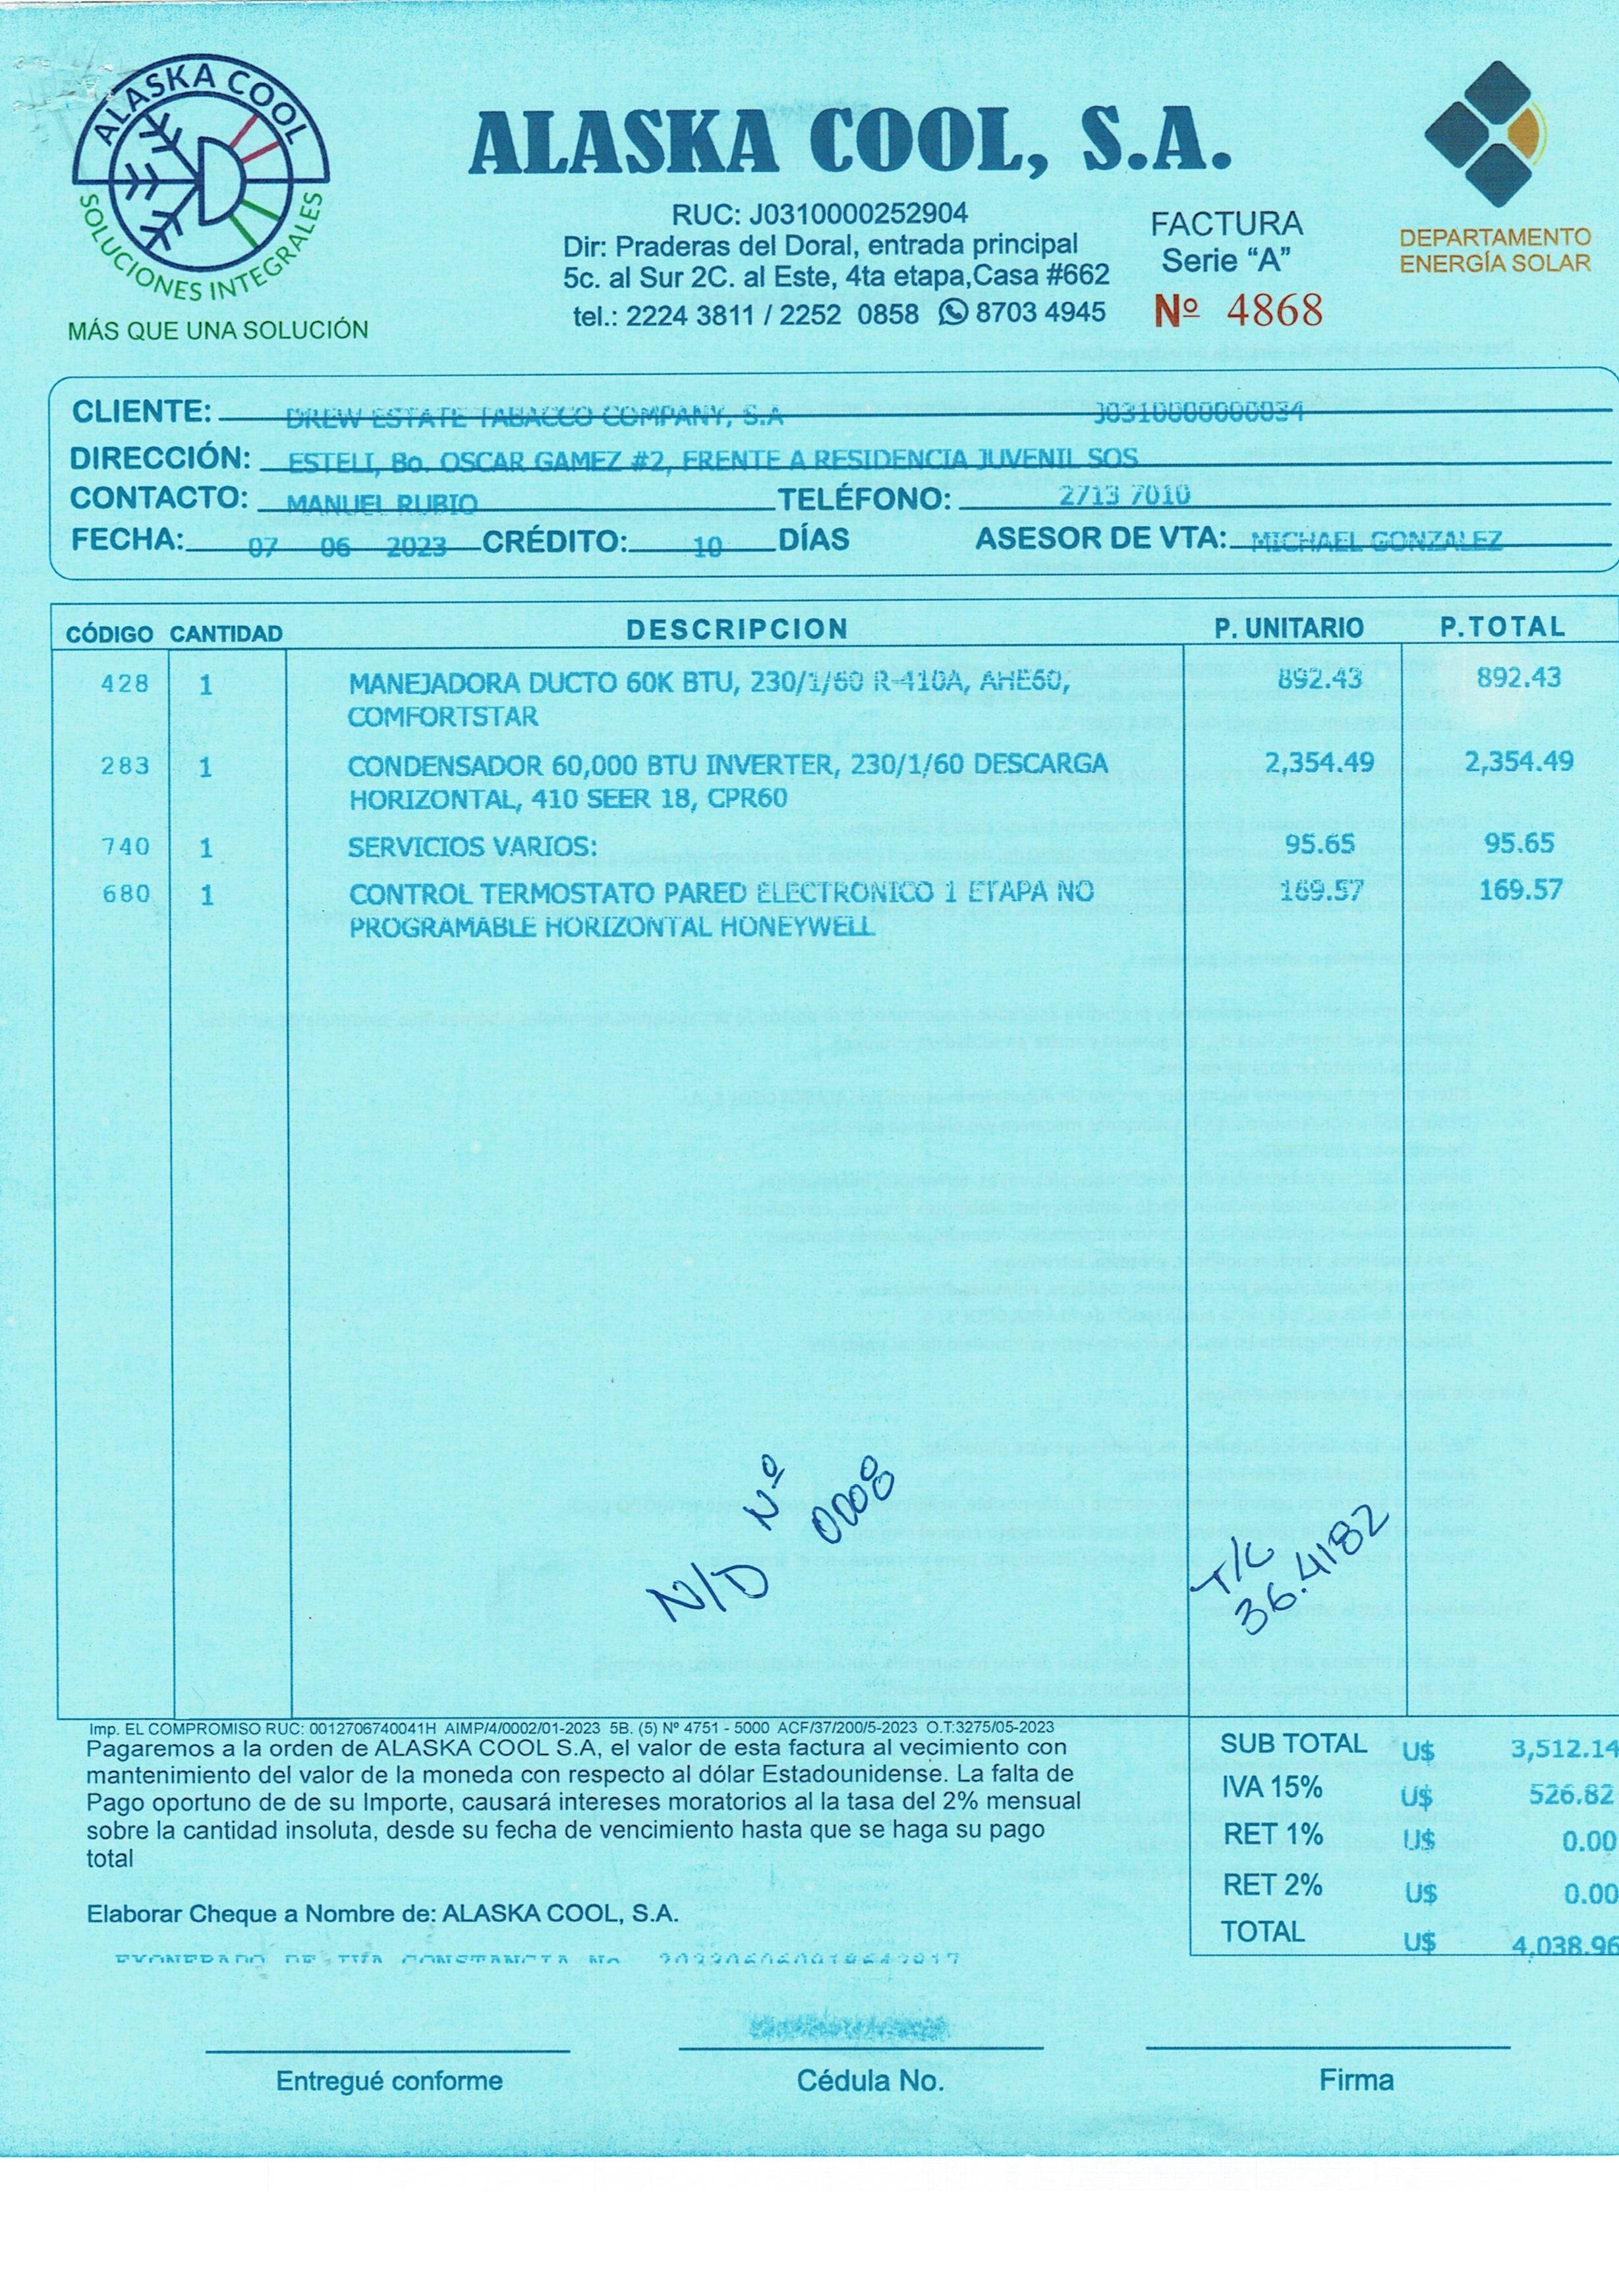 ALASKA COOL
SOLUCIONES INTEGRALES
MÁS QUE UNA SOLUCIÓN
ALASKA COOL, S.A.
RUC: J0310000252904
Dir: Praderas del Doral, entrada principal
5c. al Sur 2C. al Este, 4ta etapa,Casa #662
tel.: 2224 3811 / 2252 0858 8703 4945
FACTURA
Serie “A”
Nº 4868
DEPARTAMENTO
ENERGÍA SOLAR
CLIENTE: DREW ESTATE TABACCO COMPANY, S.A J0310000000034
DIRECCIÓN: ESTELI, Bo. OSCAR GAMEZ #2, FRENTE A RESIDENCIA JUVENIL SOS
CONTACTO: MANUEL RUBIO TELÉFONO: 2713 7010
FECHA: 07 06 2023 CRÉDITO: 10 DÍAS ASESOR DE VTA: MICHAEL GONZALEZ
CÓDIGO CANTIDAD DESCRIPCION P. UNITARIO P.TOTAL
428 1 MANEJADORA DUCTO 60K BTU, 230/1/60 R-410A, AHE60, 892.43 892.43
COMFORTSTAR
283 1 CONDENSADOR 60,000 BTU INVERTER, 230/1/60 DESCARGA 2,354.49 2,354.49
HORIZONTAL, 410 SEER 18, CPR60
740 1 SERVICIOS VARIOS: 95.65 95.65
680 1 CONTROL TERMOSTATO PARED ELECTRONICO 1 ETAPA NO 169.57 169.57
PROGRAMABLE HORIZONTAL HONEYWELL
N/D Nº 0008
T/C
36.4182
Imp. EL COMPROMISO RUC: 0012706740041H AIMP/4/0002/01-2023 5B. (5) Nº 4751 - 5000 ACF/37/200/5-2023 O.T:3275/05-2023
Pagaremos a la orden de ALASKA COOL S.A, el valor de esta factura al vecimiento con
mantenimiento del valor de la moneda con respecto al dólar Estadounidense. La falta de
Pago oportuno de de su Importe, causará intereses moratorios al la tasa del 2% mensual
sobre la cantidad insoluta, desde su fecha de vencimiento hasta que se haga su pago
total
Elaborar Cheque a Nombre de: ALASKA COOL, S.A.
EXONERADO DE IVA CONSTANCIA No.
SUB TOTAL U$ 3,512.14
IVA 15% U$ 526.82
RET 1% U$ 0.00
RET 2% U$ 0.00
TOTAL U$ 4,038.96
Entregué conforme
Cédula No.
Firma